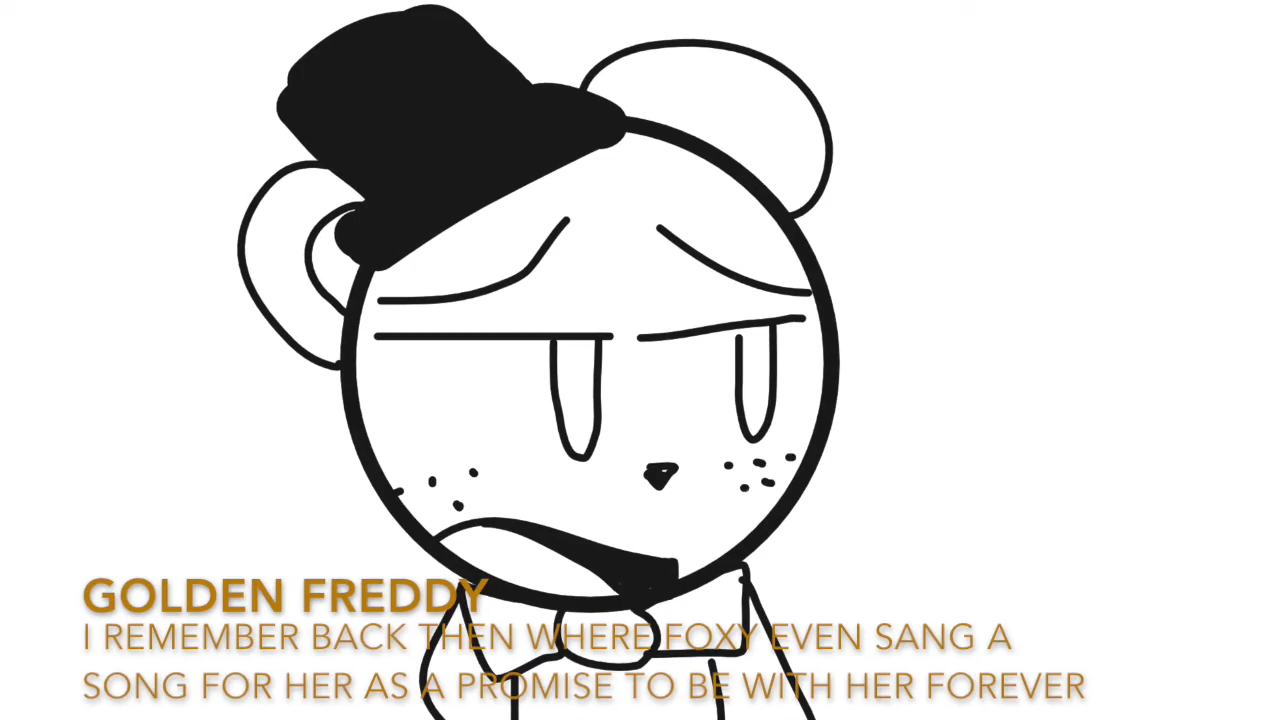 GOLDEN FREDDY
I REMEMBER BACK THEN WHERE FOXY EVEN SANG A
SONG FOR HER AS A PROMISE TO BE WITH HER FOREVER